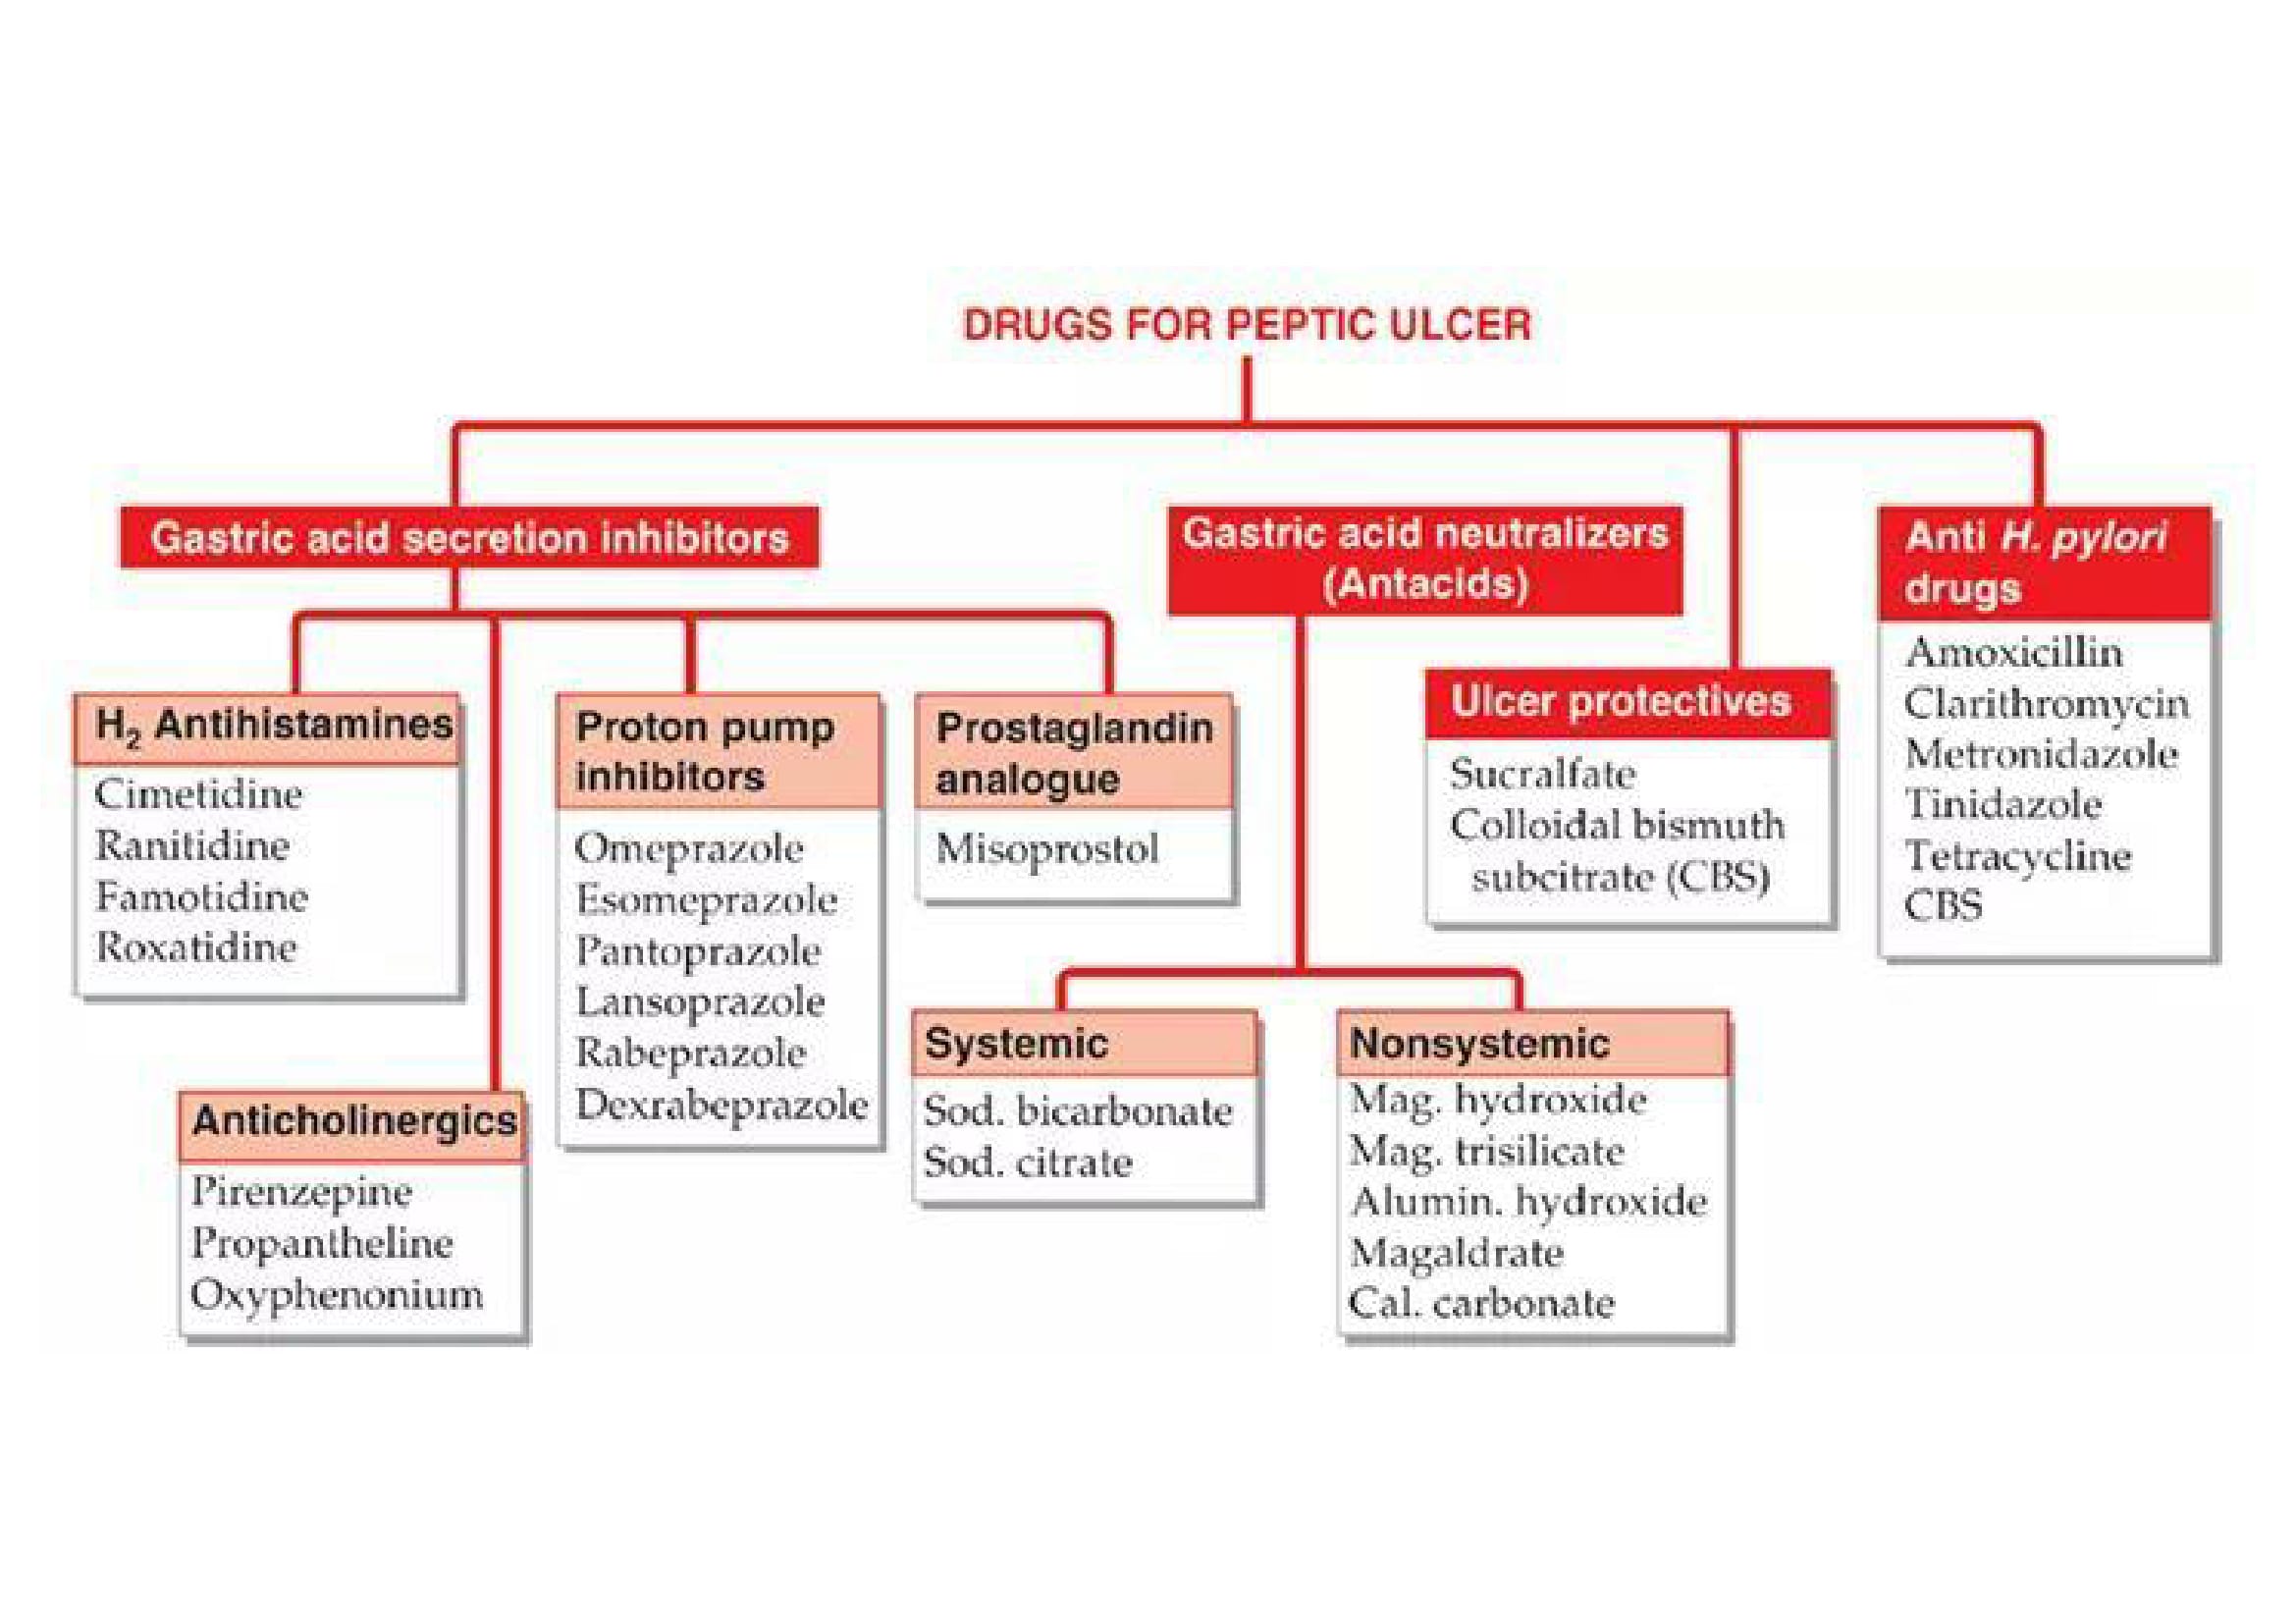 DRUGS FOR PEPTIC ULCER
Gastric acid secretion inhibitors
H2 Antihistamines
Cimetidine
Ranitidine
Famotidine
Roxatidine
Anticholinergics
Pirenzepine
Propantheline
Oxyphenonium
Proton pump
inhibitors
Omeprazole
Esomeprazole
Pantoprazole
Lansoprazole
Rabeprazole
Dexrabeprazole
Prostaglandin
analogue
Misoprostol
Gastric acid neutralizers
(Antacids)
Systemic
Sod. bicarbonate
Sod. citrate
Nonsystemic
Mag. hydroxide
Mag. trisilicate
Alumin. hydroxide
Magaldrate
Cal. carbonate
Ulcer protectives
Sucralfate
Colloidal bismuth
subcitrate (CBS)
Anti H. pylori
drugs
Amoxicillin
Clarithromycin
Metronidazole
Tinidazole
Tetracycline
CBS